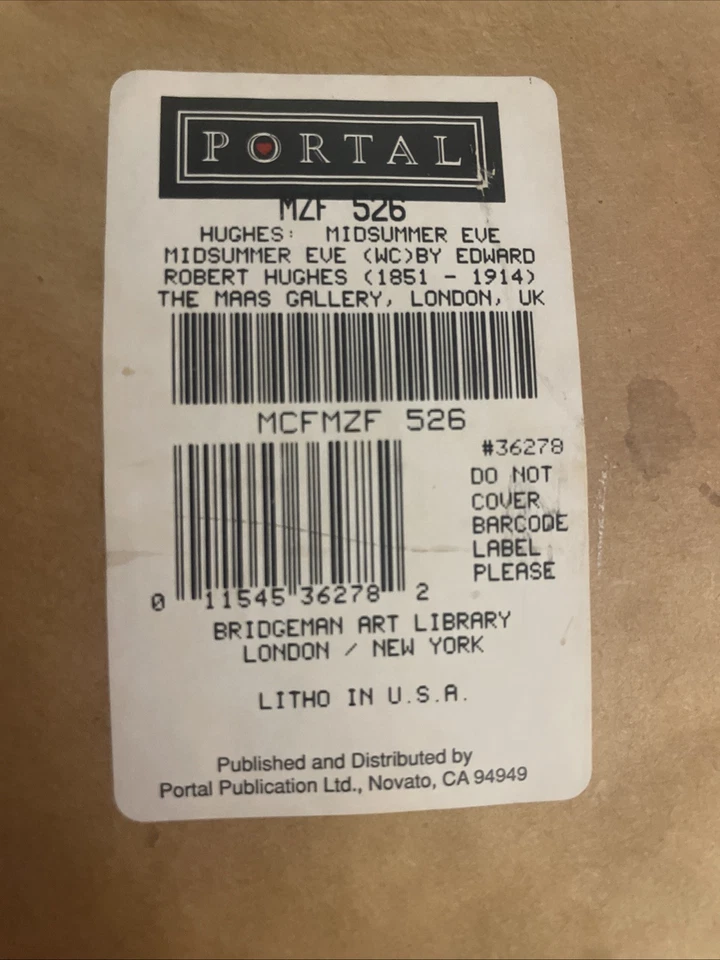 PORTAL
MZF 526
HUGHES: MIDSUMMER EVE
MIDSUMMER EVE (WC)BY EDWARD
ROBERT HUGHES (1851 - 1914)
THE MAAS GALLERY, LONDON, UK
MCFMZF 526
#36278
DO NOT
COVER
BARCODE
LABEL
PLEASE
0 11545 36278 2
BRIDGEMAN ART LIBRARY
LONDON / NEW YORK
LITHO IN U.S.A.
Published and Distributed by
Portal Publication Ltd., Novato, CA 94949